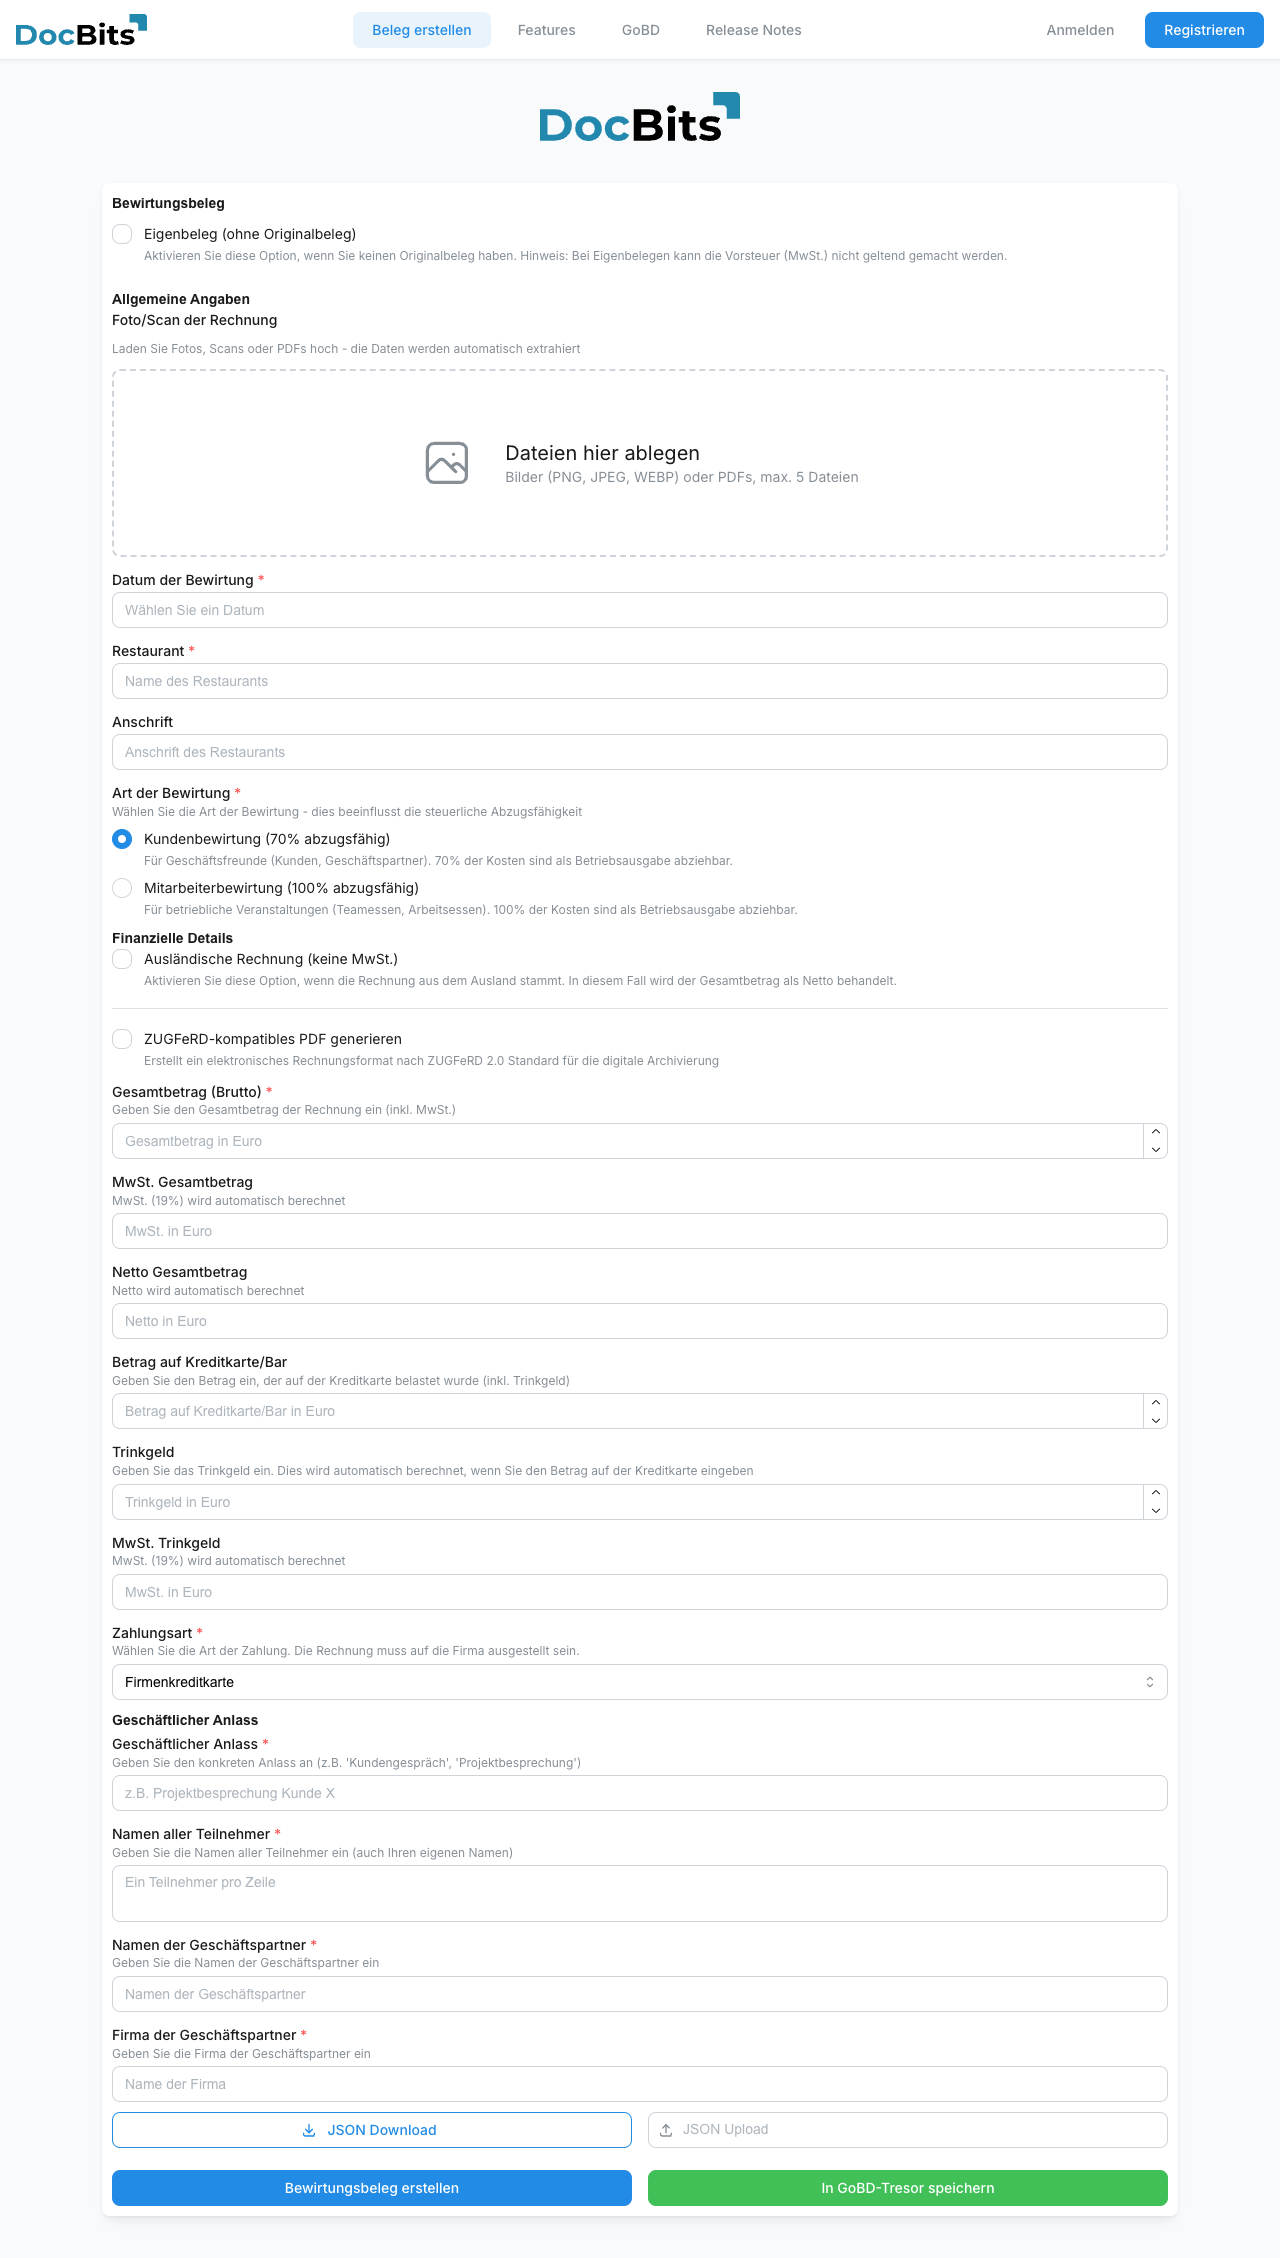 DocBits
Beleg erstellen
Features
GoBD
Release Notes
Anmelden
Registrieren
DocBits
Bewirtungsbeleg
Eigenbeleg (ohne Originalbeleg)
Aktivieren Sie diese Option, wenn Sie keinen Originalbeleg haben. Hinweis: Bei Eigenbelegen kann die Vorsteuer (MwSt.) nicht geltend gemacht werden.
Allgemeine Angaben
Foto/Scan der Rechnung
Laden Sie Fotos, Scans oder PDFs hoch - die Daten werden automatisch extrahiert
Dateien hier ablegen
Bilder (PNG, JPEG, WEBP) oder PDFs, max. 5 Dateien
Datum der Bewirtung *
Wählen Sie ein Datum
Restaurant *
Name des Restaurants
Anschrift
Anschrift des Restaurants
Art der Bewirtung *
Wählen Sie die Art der Bewirtung - dies beeinflusst die steuerliche Abzugsfähigkeit
Kundenbewirtung (70% abzugsfähig)
Für Geschäftsfreunde (Kunden, Geschäftspartner). 70% der Kosten sind als Betriebsausgabe abziehbar.
Mitarbeiterbewirtung (100% abzugsfähig)
Für betriebliche Veranstaltungen (Teamessen, Arbeitsessen). 100% der Kosten sind als Betriebsausgabe abziehbar.
Finanzielle Details
Ausländische Rechnung (keine MwSt.)
Aktivieren Sie diese Option, wenn die Rechnung aus dem Ausland stammt. In diesem Fall wird der Gesamtbetrag als Netto behandelt.
ZUGFeRD-kompatibles PDF generieren
Erstellt ein elektronisches Rechnungsformat nach ZUGFeRD 2.0 Standard für die digitale Archivierung
Gesamtbetrag (Brutto) *
Geben Sie den Gesamtbetrag der Rechnung ein (inkl. MwSt.)
Gesamtbetrag in Euro
MwSt. Gesamtbetrag
MwSt. (19%) wird automatisch berechnet
MwSt. in Euro
Netto Gesamtbetrag
Netto wird automatisch berechnet
Netto in Euro
Betrag auf Kreditkarte/Bar
Geben Sie den Betrag ein, der auf der Kreditkarte belastet wurde (inkl. Trinkgeld)
Betrag auf Kreditkarte/Bar in Euro
Trinkgeld
Geben Sie das Trinkgeld ein. Dies wird automatisch berechnet, wenn Sie den Betrag auf der Kreditkarte eingeben
Trinkgeld in Euro
MwSt. Trinkgeld
MwSt. (19%) wird automatisch berechnet
MwSt. in Euro
Zahlungsart *
Wählen Sie die Art der Zahlung. Die Rechnung muss auf die Firma ausgestellt sein.
Firmenkreditkarte
Geschäftlicher Anlass
Geschäftlicher Anlass *
Geben Sie den konkreten Anlass an (z.B. 'Kundengespräch', 'Projektbesprechung')
z.B. Projektbesprechung Kunde X
Namen aller Teilnehmer *
Geben Sie die Namen aller Teilnehmer ein (auch Ihren eigenen Namen)
Ein Teilnehmer pro Zeile
Namen der Geschäftspartner *
Geben Sie die Namen der Geschäftspartner ein
Namen der Geschäftspartner
Firma der Geschäftspartner *
Geben Sie die Firma der Geschäftspartner ein
Name der Firma
JSON Download
JSON Upload
Bewirtungsbeleg erstellen
In GoBD-Tresor speichern